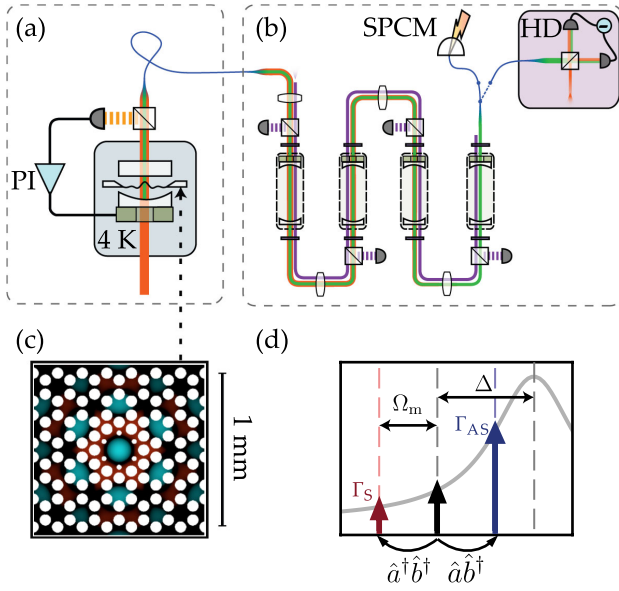 (a)
PI
4 K
(b)
SPCM
HD
−
(c)
1 mm
(d)
Ω_m
Δ
Γ_AS
Γ_S
â†b̂†
âb̂†